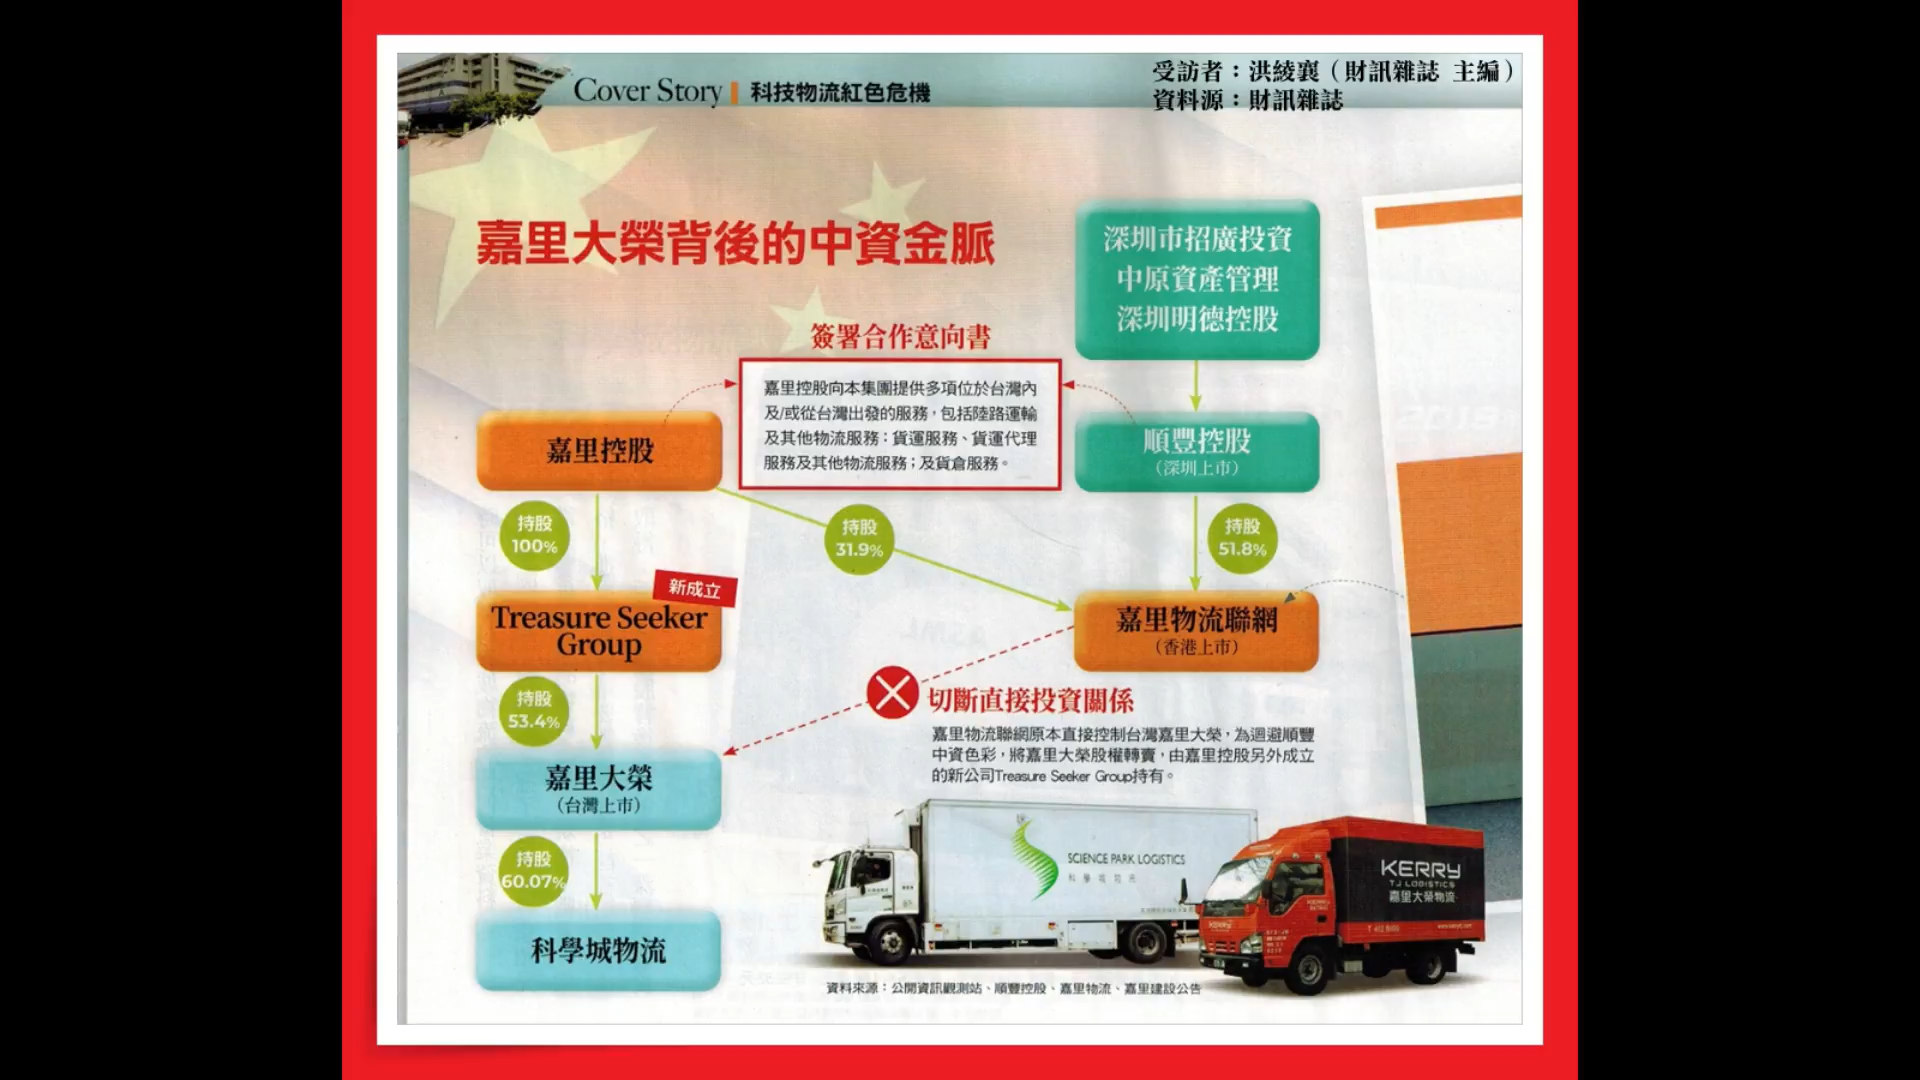 Cover Story | 科技物流紅色危機
受訪者：洪綾襄（財訊雜誌 主編）
資料源：財訊雜誌
嘉里大榮背後的中資金脈
深圳市招廣投資
中原資產管理
深圳明德控股
簽署合作意向書
嘉里控股向本集團提供多項位於台灣內
及/或從台灣出發的服務，包括陸路運輸
及其他物流服務：貨運服務、貨運代理
服務及其他物流服務；及貨倉服務。
嘉里控股
順豐控股
（深圳上市）
持股
100%
持股
31.9%
持股
51.8%
新成立
Treasure Seeker
Group
嘉里物流聯網
（香港上市）
持股
53.4%
切斷直接投資關係
嘉里物流聯網原本直接控制台灣嘉里大榮，為迴避順豐
中資色彩，將嘉里大榮股權轉賣，由嘉里控股另外成立
的新公司Treasure Seeker Group持有。
嘉里大榮
（台灣上市）
持股
60.07%
科學城物流
SCIENCE PARK LOGISTICS
科學城物流
KERRY
TJ LOGISTICS
嘉里大榮物流
資料來源：公開資訊觀測站、順豐控股、嘉里物流、嘉里建設公告